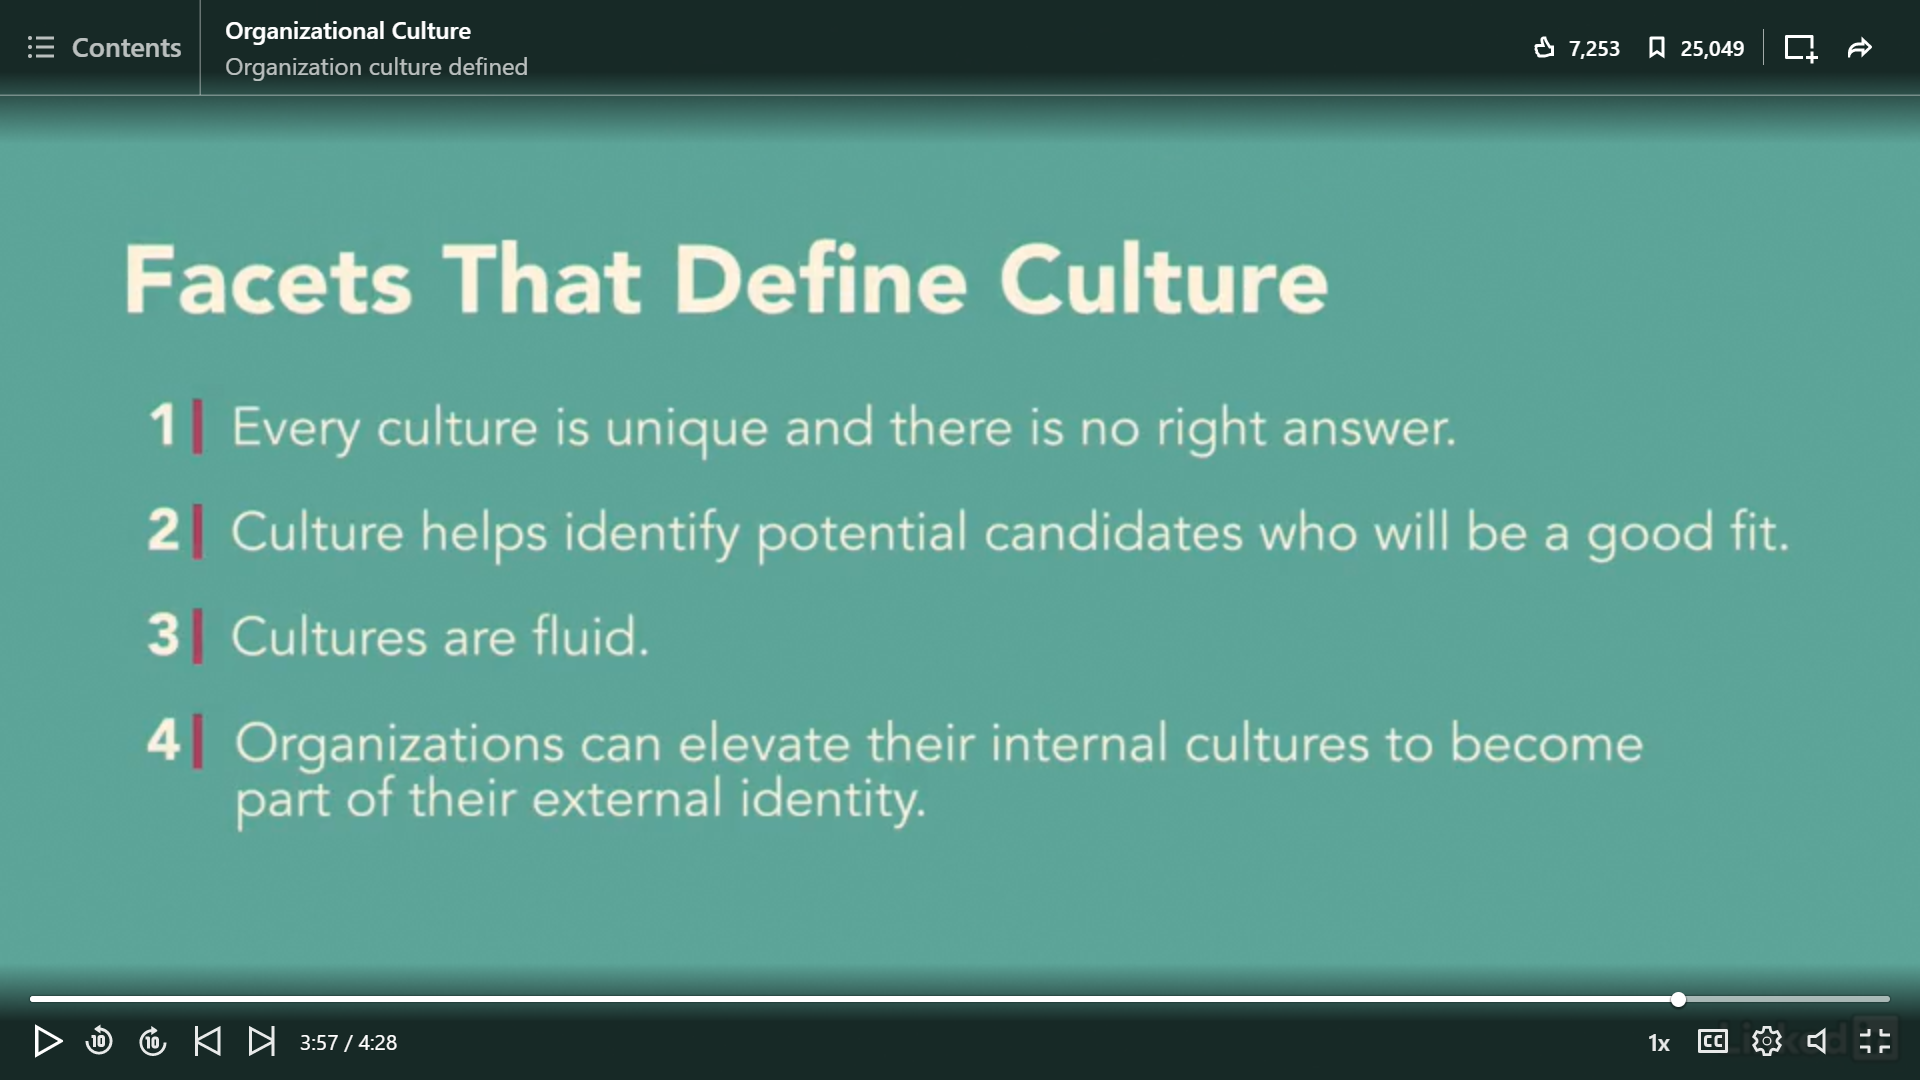 Contents
Organizational Culture
Organization culture defined
7,253
25,049
Facets That Define Culture
1 Every culture is unique and there is no right answer.
2 Culture helps identify potential candidates who will be a good fit.
3 Cultures are fluid.
4 Organizations can elevate their internal cultures to become
part of their external identity.
10
10
3:57 / 4:28
1x
CC